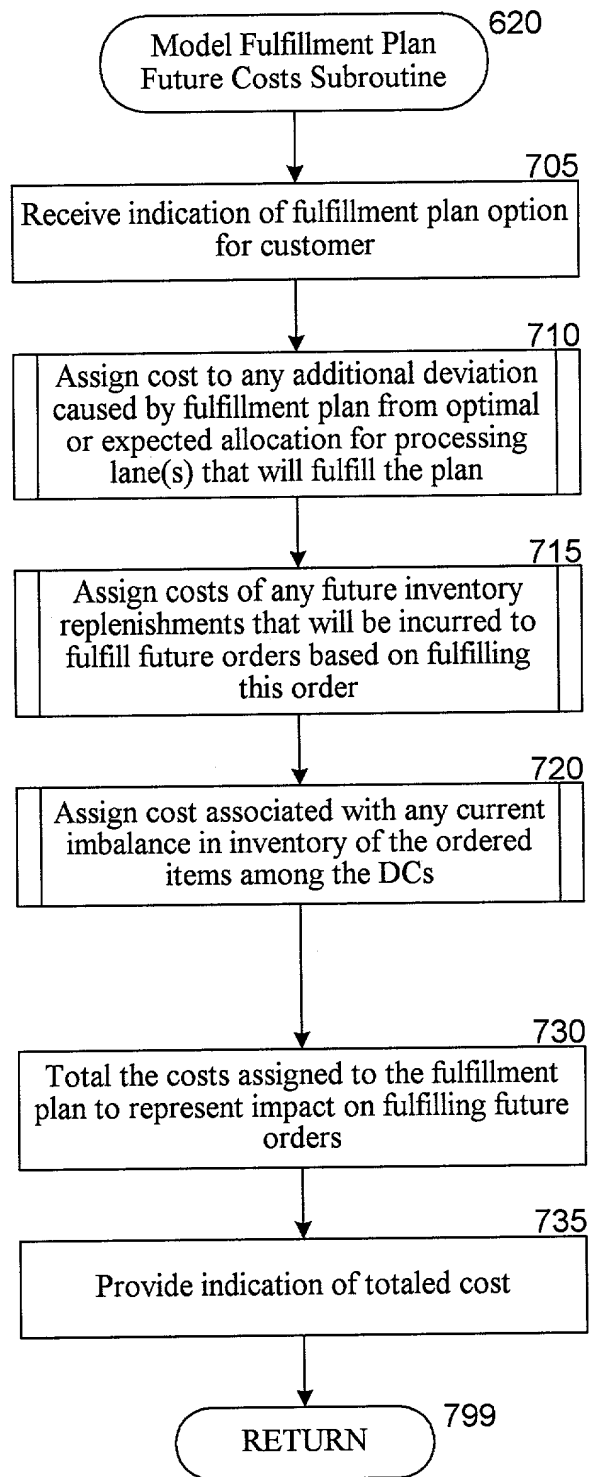 620
Model Fulfillment Plan
Future Costs Subroutine
705
Receive indication of fulfillment plan option
for customer
710
Assign cost to any additional deviation
caused by fulfillment plan from optimal
or expected allocation for processing
lane(s) that will fulfill the plan
715
Assign costs of any future inventory
replenishments that will be incurred to
fulfill future orders based on fulfilling
this order
720
Assign cost associated with any current
imbalance in inventory of the ordered
items among the DCs
730
Total the costs assigned to the fulfillment
plan to represent impact on fulfilling future
orders
735
Provide indication of totaled cost
799
RETURN